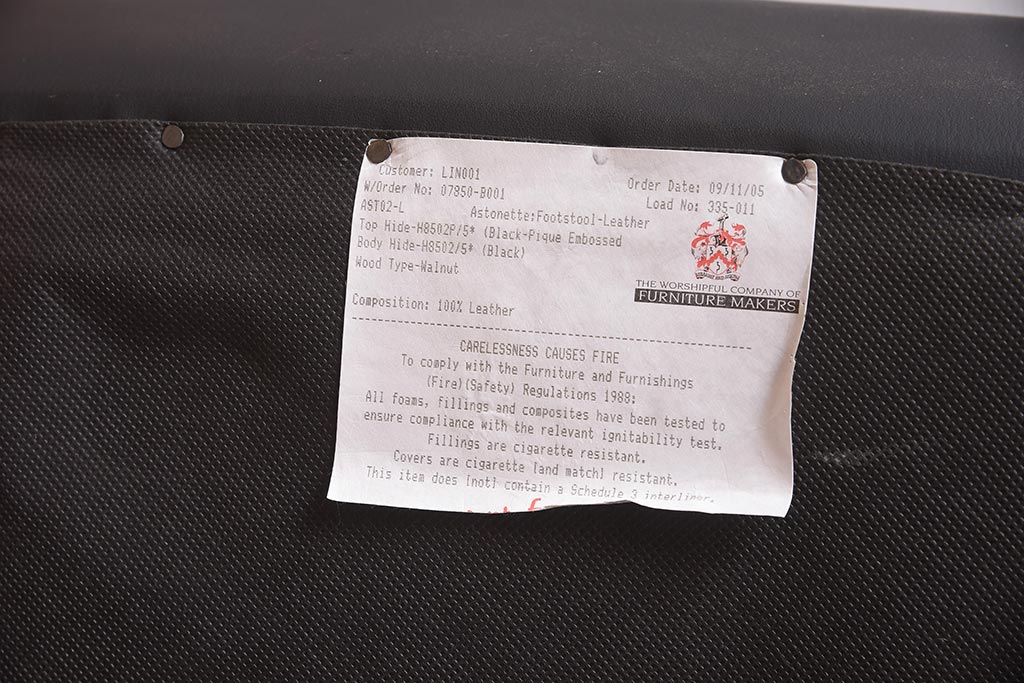 Customer: LIN001
W/Order No: 07850-B001 Order Date: 09/11/05
AST02-L Load No: 335-011
Astonette:Footstool-Leather
Top Hide-H8502P/5* (Black-Pique Embossed
Body Hide-H8502/5* (Black)
Wood Type-Walnut
THE WORSHIPFUL COMPANY OF
FURNITURE MAKERS
Composition: 100% Leather
CARELESSNESS CAUSES FIRE
To comply with the Furniture and Furnishings
(Fire)(Safety) Regulations 1988:
All foams, fillings and composites have been tested to
ensure compliance with the relevant ignitability test.
Fillings are cigarette resistant.
Covers are cigarette [and match] resistant.
This item does [not] contain a Schedule 3 interliner.